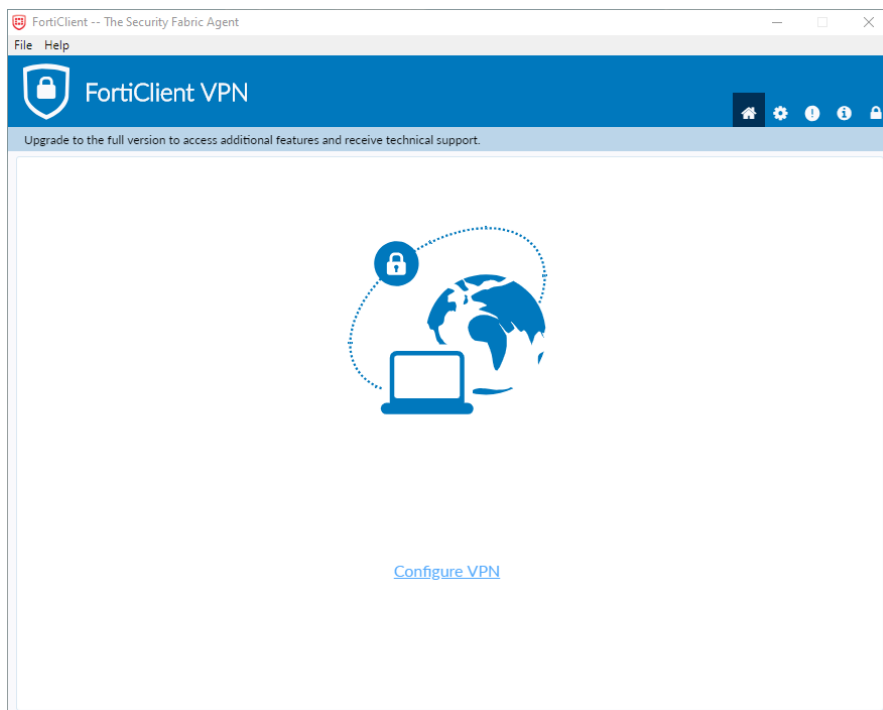 FortiClient -- The Security Fabric Agent
File Help
FortiClient VPN
Upgrade to the full version to access additional features and receive technical support.
Configure VPN